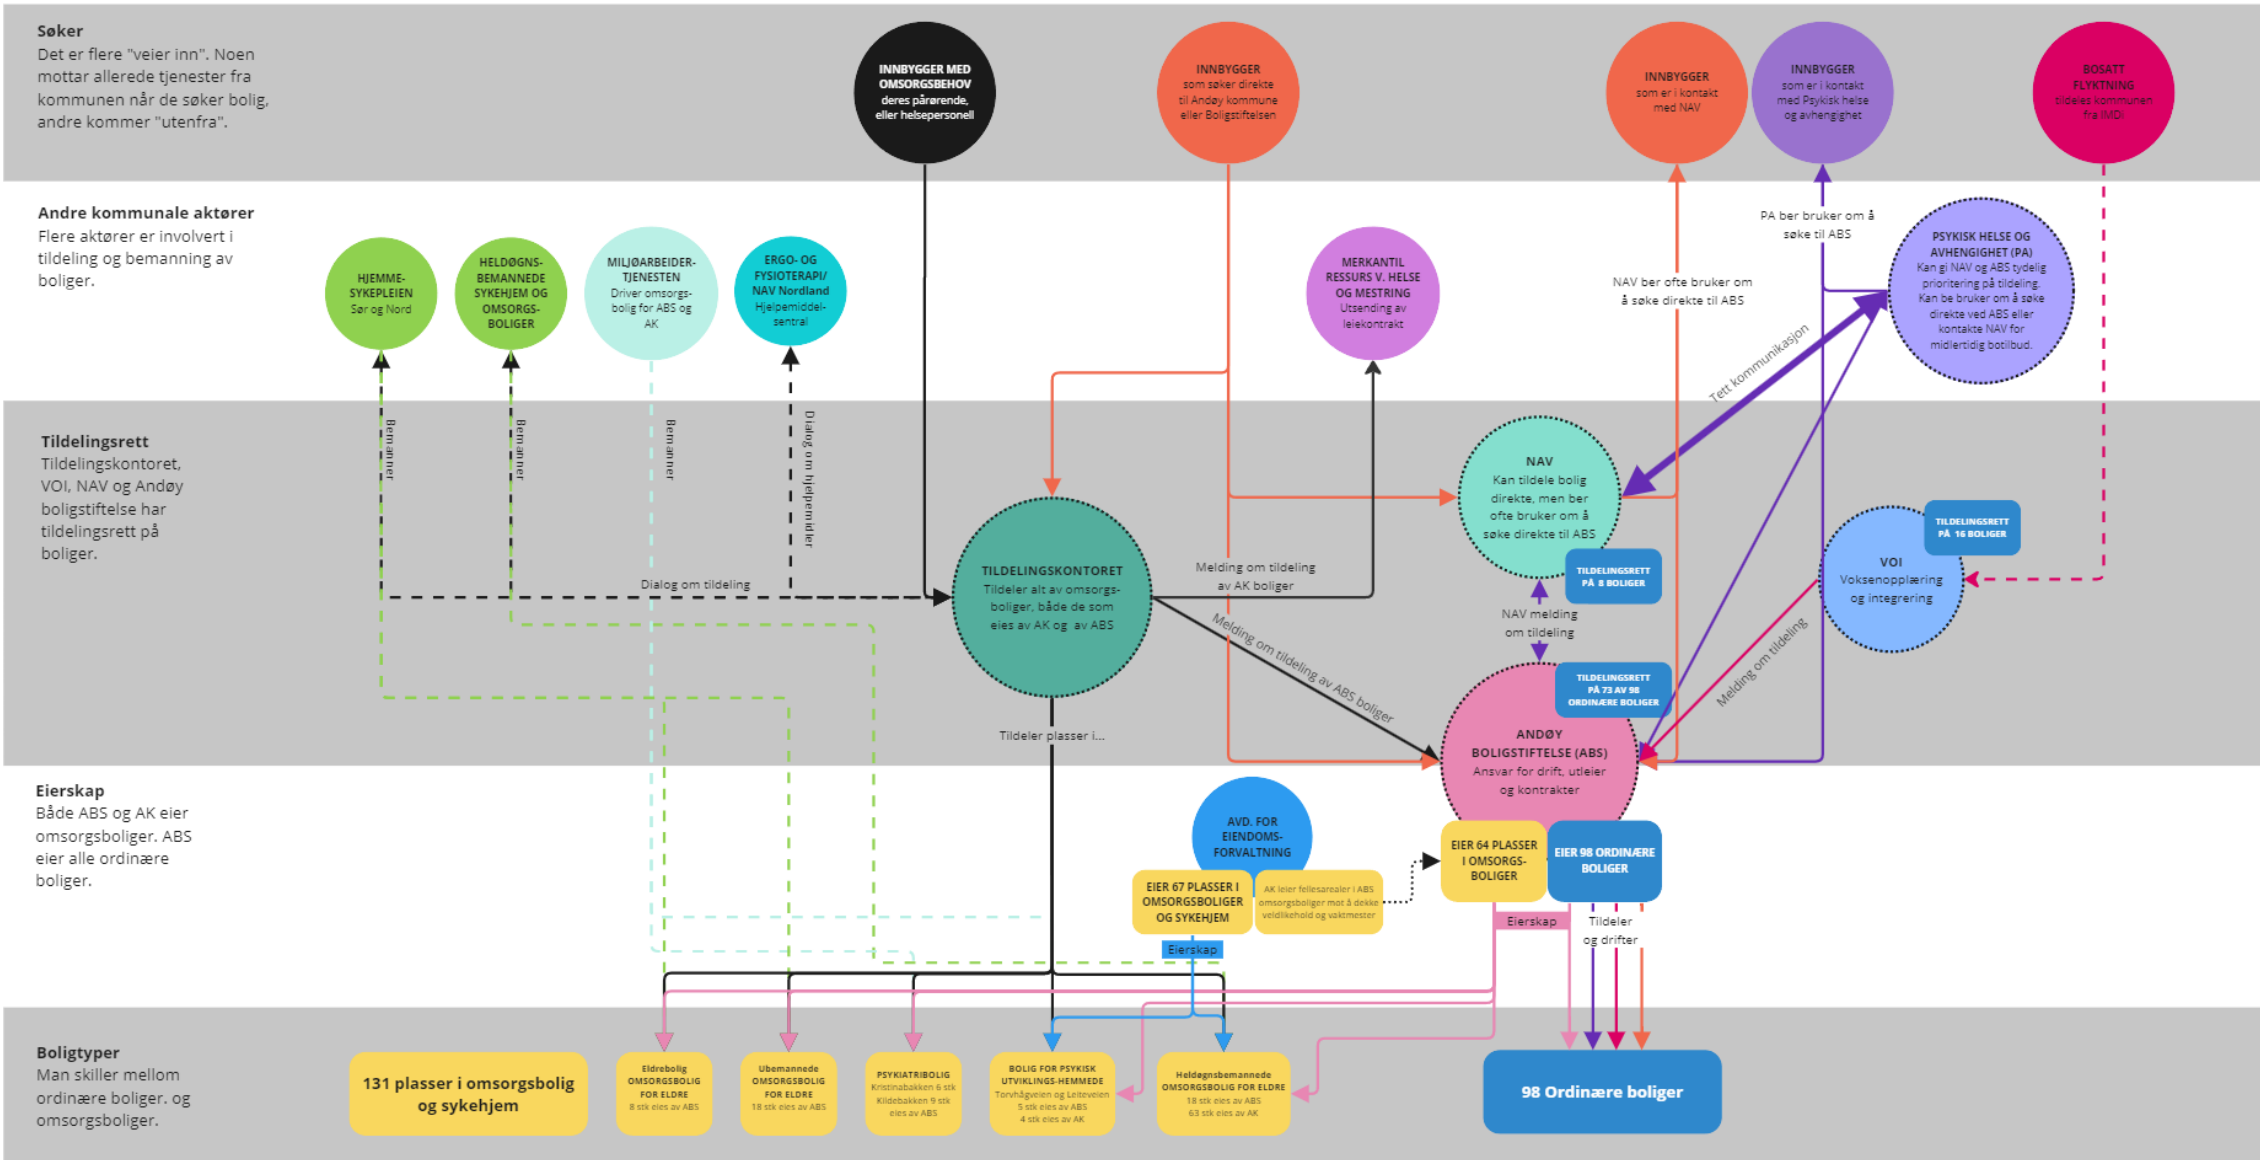 Søker
Det er flere "veier inn". Noen
mottar allerede tjenester fra
kommunen når de søker bolig,
andre kommer "utenfra".
INNBYGGER MED
OMSORGSBEHOV
deres pårørende,
eller helsepersonell
INNBYGGER
som søker direkte
til Andøy kommune
eller Boligstiftelsen
INNBYGGER
som er i kontakt
med NAV
INNBYGGER
som er i kontakt
med Psykisk helse
og avhengighet
BOSATT
FLYKTNING
tildeles kommunen
fra IMDI
Andre kommunale aktører
Flere aktører er involvert i
tildeling og bemanning av
boliger.
HJEMME-
SYKEPLEIEN
Sør og Nord
HELDØGNS-
BEMANNEDE
SYKEHJEM OG
OMSORGS-
BOLIGER
MILJØARBEIDER-
TJENESTEN
Driver omsorgs-
bolig for ABS og
AK
ERGO- OG
FYSIOTERAPI/
NAV Nordland
Hjelpemiddel-
sentral
MERKANTIL
RESSURS V. HELSE
OG MESTRING
Utsending av
leiekontrakt
NAV ber ofte bruker om
å søke direkte til ABS
PA ber bruker om å
søke til ABS
PSYKISK HELSE OG
AVHENGIGHET (PA)
Kan gi NAV og ABS tydelig
prioritering på tildeling.
Kan be bruker om å søke
direkte ved ABS eller
kontakte NAV for
midlertidig botilbud.
Tett kommunikasjon
Tildelingsrett
Tildelingskontoret,
VOI, NAV og Andøy
boligstiftelse har
tildelingsrett på
boliger.
Bemanner
Bemanner
Bemanner
Dialog om hjelpemidler
Dialog om tildeling
TILDELINGSKONTORET
Tildeler alt av omsorgs-
boliger, både de som
eies av AK og av ABS
Melding om tildeling
av AK boliger
Melding om tildeling av ABS boliger
Tildeler plasser i...
NAV
Kan tildele bolig
direkte, men ber
ofte bruker om å
søke direkte til ABS
TILDELINGSRETT
PÅ 8 BOLIGER
NAV melding
om tildeling
TILDELINGSRETT
PÅ 16 BOLIGER
VOI
Voksenopplæring
og integrering
Melding om tildeling
TILDELINGSRETT
PÅ 73 AV 98
ORDINÆRE BOLIGER
ANDØY
BOLIGSTIFTELSE (ABS)
Ansvar for drift, utleier
og kontrakter
Eierskap
Både ABS og AK eier
omsorgsboliger. ABS
eier alle ordinære
boliger.
AVD. FOR
EIENDOMS-
FORVALTNING
EIER 67 PLASSER I
OMSORGSBOLIGER
OG SYKEHJEM
AK leier fellesarealer i ABS
omsorgsboliger mot å dekke
veldlikehold og vaktmester
EIER 64 PLASSER
I OMSORGS-
BOLIGER
EIER 98 ORDINÆRE
BOLIGER
Eierskap
Eierskap
Tildeler
og drifter
Boligtyper
Man skiller mellom
ordinære boliger. og
omsorgsboliger.
131 plasser i omsorgsbolig
og sykehjem
Eldrebolig
OMSORGSBOLIG
FOR ELDRE
8 stk eies av ABS
Ubemannede
OMSORGSBOLIG
FOR ELDRE
18 stk eies av ABS
PSYKIATRIBOLIG
Kristinabakken 6 stk
Kildebakken 9 stk
eies av ABS
BOLIG FOR PSYKISK
UTVIKLINGS-HEMMEDE
Torvhågveien og Leiteveien
5 stk eies av ABS
4 stk eies av AK
Heldøgnsbemannede
OMSORGSBOLIG FOR ELDRE
18 stk eies av ABS
63 stk eies av AK
98 Ordinære boliger